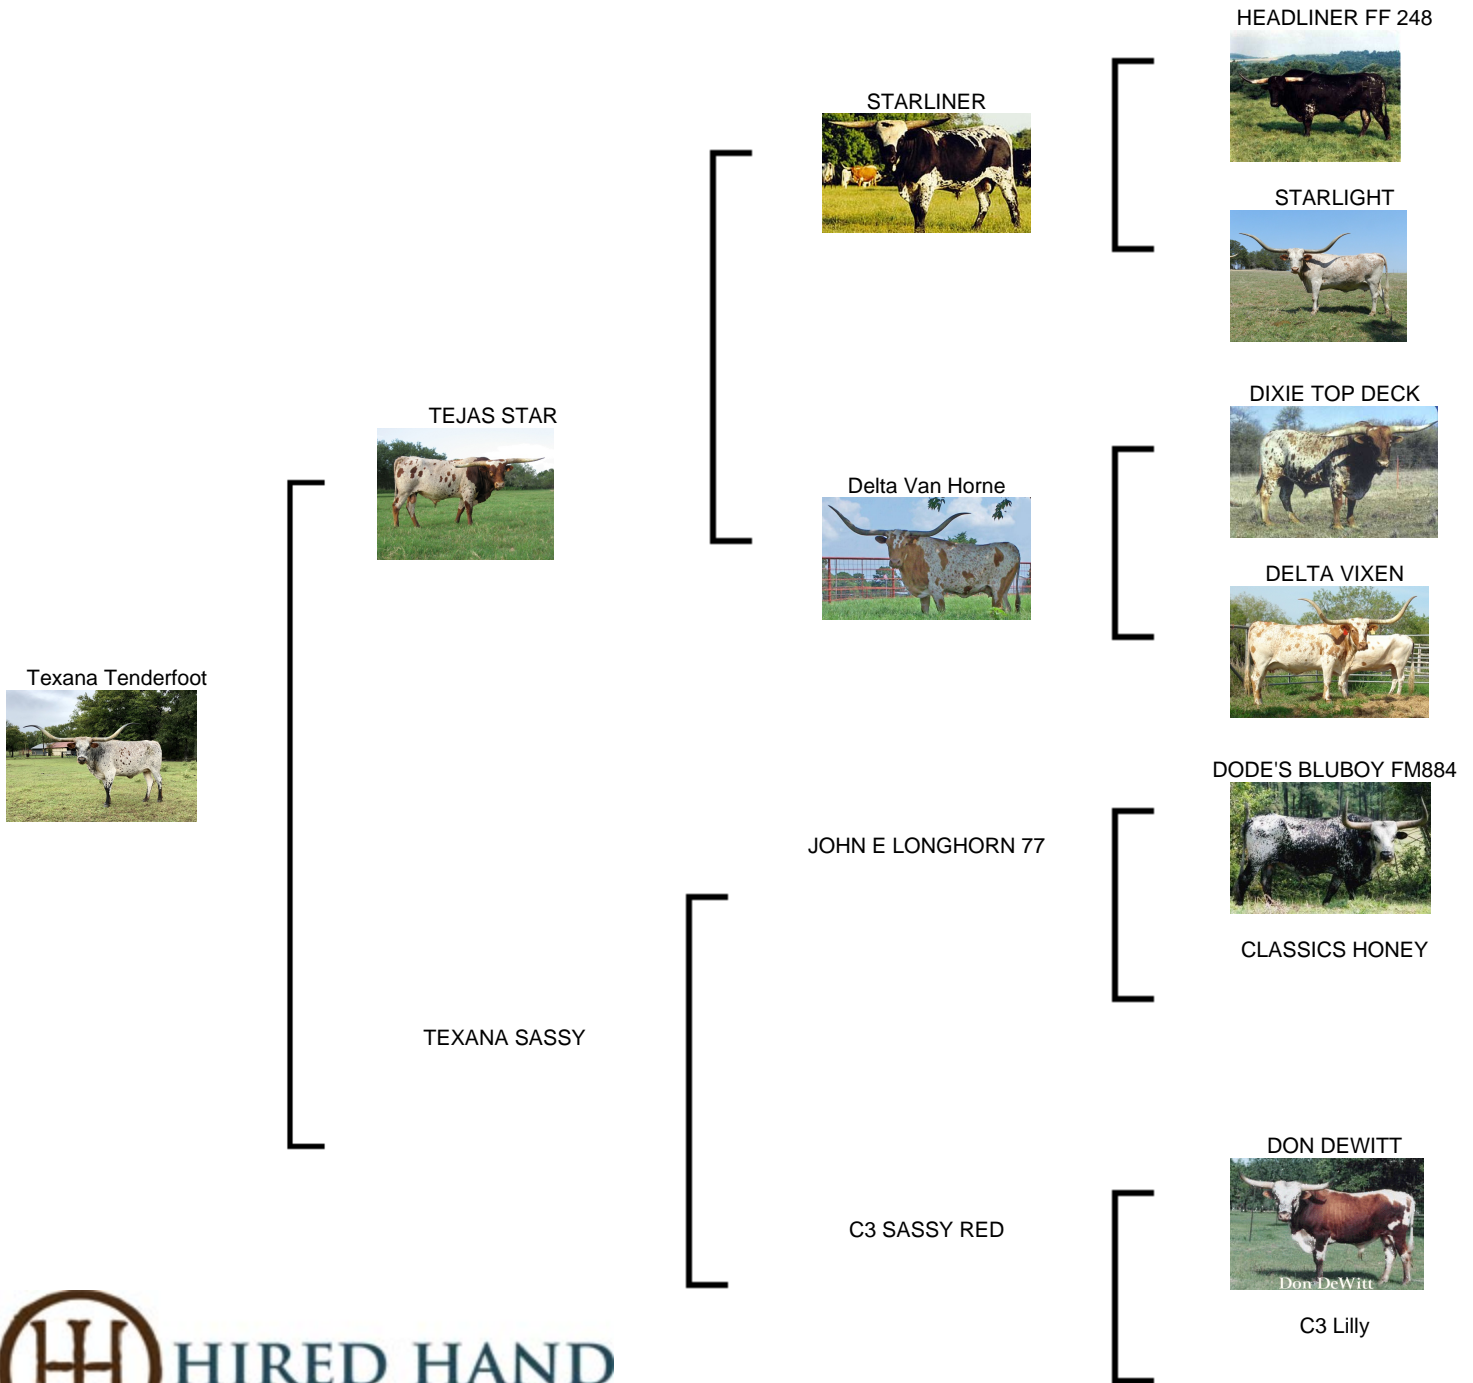 HEADLINER FF 248
STARLINER
STARLIGHT
DIXIE TOP DECK
TEJAS STAR
Delta Van Horne
DELTA VIXEN
Texana Tenderfoot
DODE'S BLUBOY FM884
JOHN E LONGHORN 77
CLASSICS HONEY
TEXANA SASSY
DON DEWITT
C3 SASSY RED
Don DeWitt
C3 Lilly
HIRED HAND